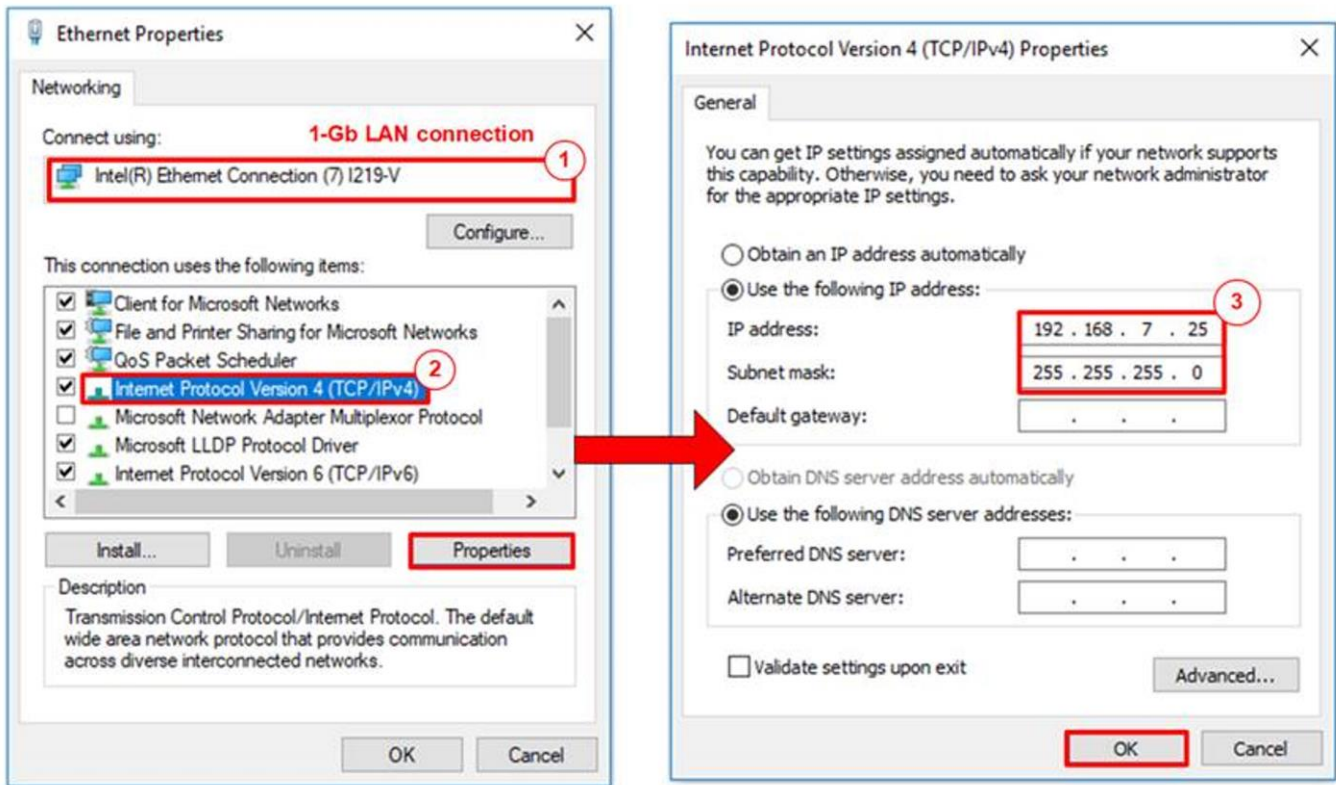 Ethernet Properties
Networking
Connect using:
1-Gb LAN connection
1
Intel(R) Ethernet Connection (7) I219-V
Configure...
This connection uses the following items:
Client for Microsoft Networks
File and Printer Sharing for Microsoft Networks
QoS Packet Scheduler
2
Internet Protocol Version 4 (TCP/IPv4)
Microsoft Network Adapter Multiplexor Protocol
Microsoft LLDP Protocol Driver
Internet Protocol Version 6 (TCP/IPv6)
Install...
Uninstall
Properties
Description
Transmission Control Protocol/Internet Protocol. The default
wide area network protocol that provides communication
across diverse interconnected networks.
OK
Cancel
Internet Protocol Version 4 (TCP/IPv4) Properties
General
You can get IP settings assigned automatically if your network supports
this capability. Otherwise, you need to ask your network administrator
for the appropriate IP settings.
Obtain an IP address automatically
Use the following IP address:
3
IP address: 192 . 168 . 7 . 25
Subnet mask: 255 . 255 . 255 . 0
Default gateway: . . .
Obtain DNS server address automatically
Use the following DNS server addresses:
Preferred DNS server: . . .
Alternate DNS server: . . .
Validate settings upon exit
Advanced...
OK
Cancel